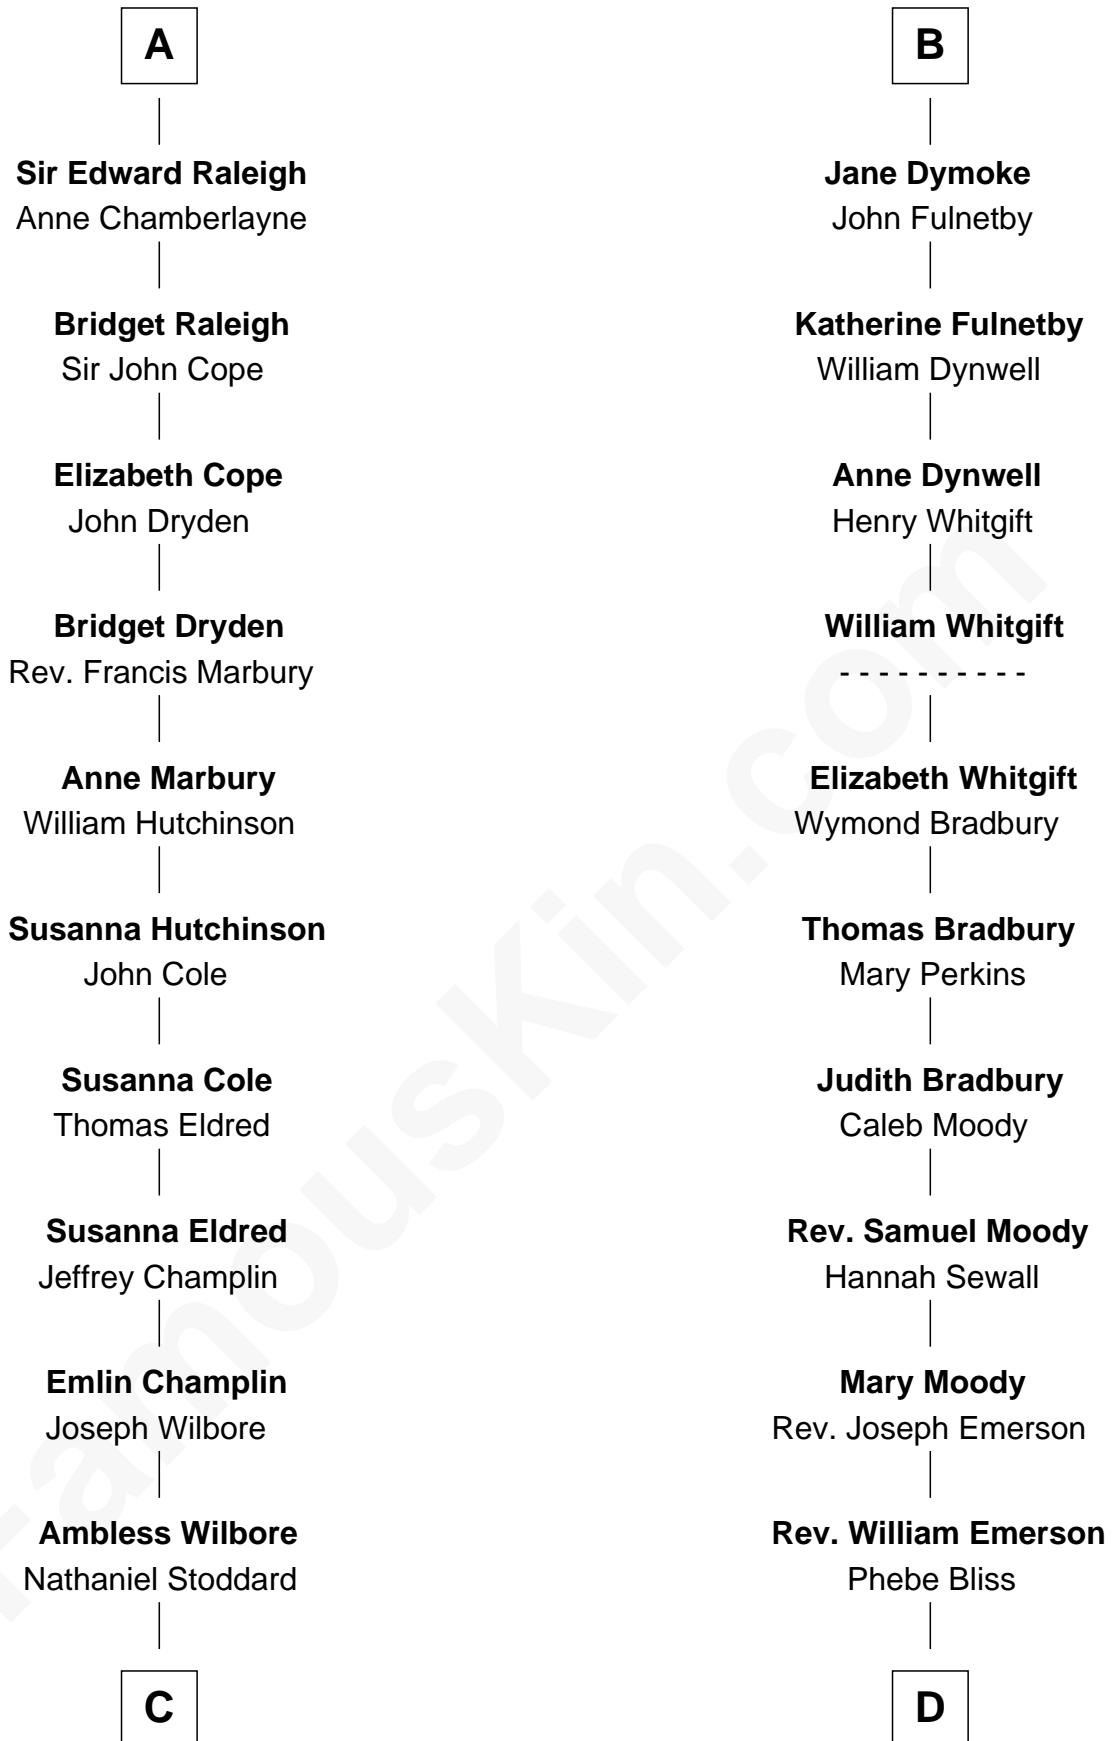 A
Sir Edward Raleigh
Anne Chamberlayne
Bridget Raleigh
Sir John Cope
Elizabeth Cope
John Dryden
Bridget Dryden
Rev. Francis Marbury
Anne Marbury
William Hutchinson
Susanna Hutchinson
John Cole
Susanna Cole
Thomas Eldred
Susanna Eldred
Jeffrey Champlin
Emlin Champlin
Joseph Wilbore
Ambless Wilbore
Nathaniel Stoddard
C
B
Jane Dymoke
John Fulnetby
Katherine Fulnetby
William Dynwell
Anne Dynwell
Henry Whitgift
William Whitgift
- - - - - - - - - -
Elizabeth Whitgift
Wymond Bradbury
Thomas Bradbury
Mary Perkins
Judith Bradbury
Caleb Moody
Rev. Samuel Moody
Hannah Sewall
Mary Moody
Rev. Joseph Emerson
Rev. William Emerson
Phebe Bliss
D
FamousKin.com